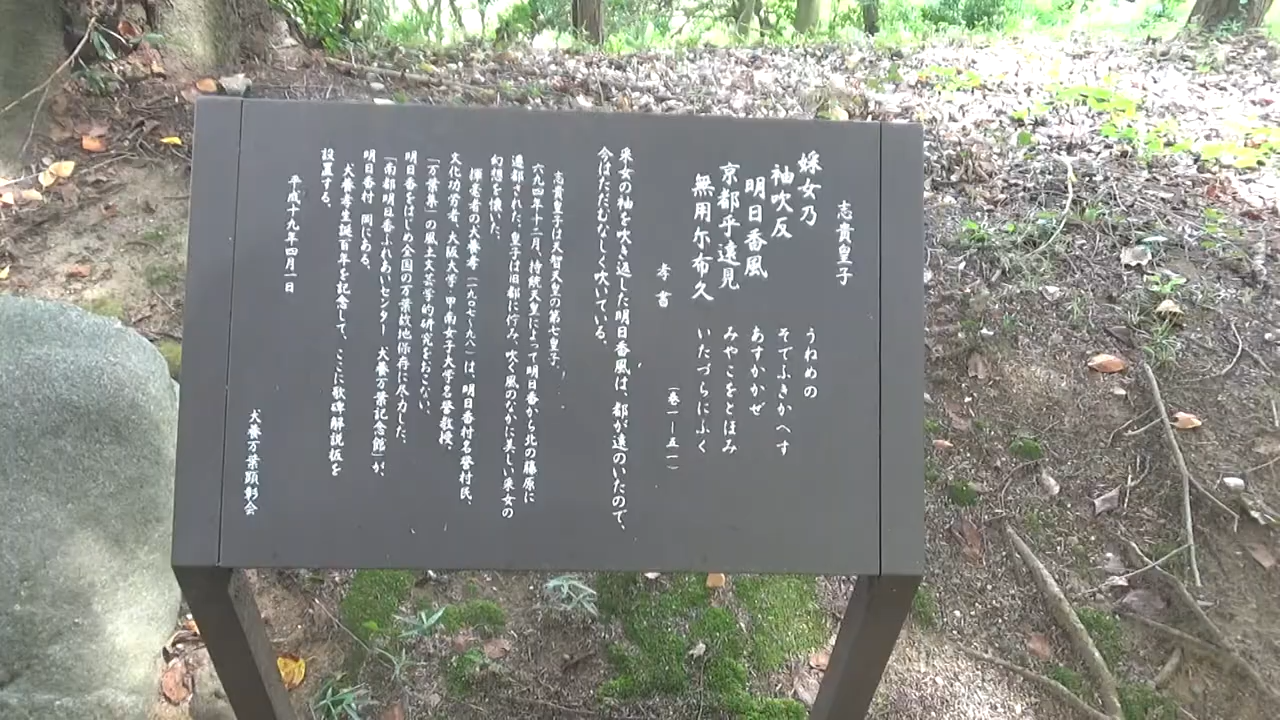 志貴皇子
婇女乃 うねめの
袖吹反 そでふきかへす
明日香風 あすかかぜ
京都乎遠見 みやこをとほみ
無用尓布久 いたづらにふく
孝書 (巻一―五一)
采女の袖を吹き返した明日香風は、都が遠のいたので、
今はただむなしく吹いている。
志貴皇子は天智天皇の第七皇子。
六九四年十二月、持統天皇によって明日香から北の藤原に
遷都された。皇子は旧都に佇み、吹く風のなかに美しい采女の
幻想を懐いた。
揮毫者の犬養孝(一九〇七〜九八)は、明日香村名誉村民、
文化功労者、大阪大学・甲南女子大学名誉教授。
「万葉集」の風土文芸学的研究をおこない、
明日香をはじめ全国の万葉故地保存に尽力した。
「南都明日香ふれあいセンター 犬養万葉記念館」が、
明日香村 岡にある。
犬養孝生誕百年を記念して、ここに歌碑解説板を
設置する。
平成十九年四月一日
犬養万葉顕彰会